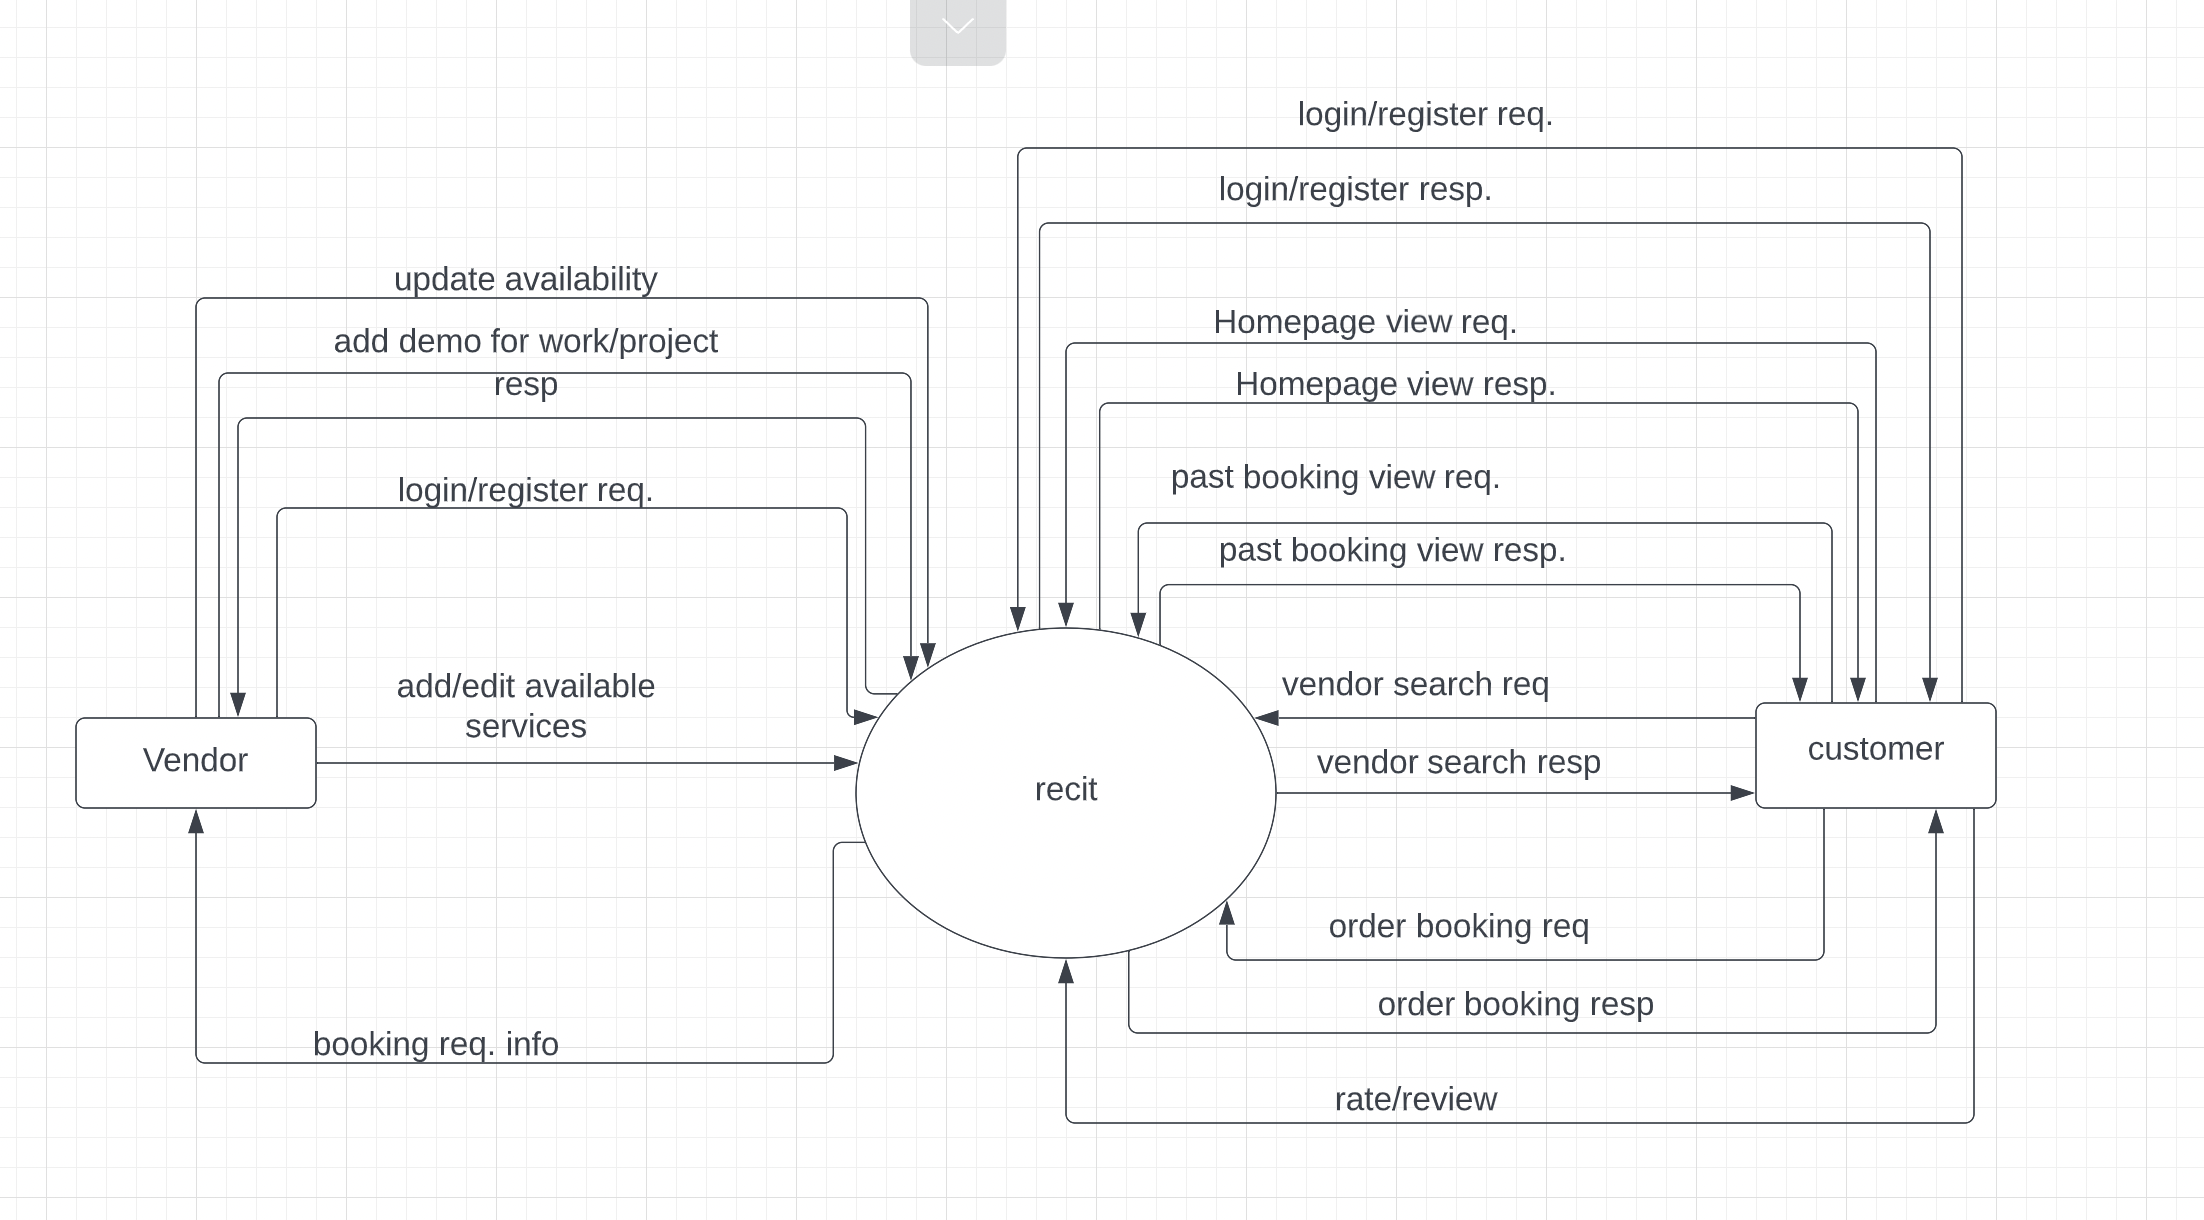 login/register req.
login/register resp.
update availability
Homepage view req.
add demo for work/project
resp
Homepage view resp.
past booking view req.
login/register req.
past booking view resp.
add/edit available
services
vendor search req
Vendor
vendor search resp
customer
recit
order booking req
order booking resp
booking req. info
rate/review